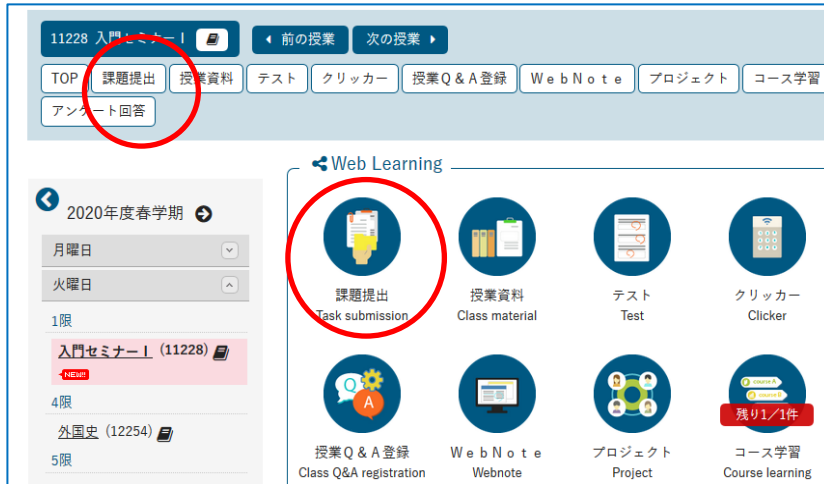 11228 入門セミナーⅠ
前の授業
次の授業
TOP
課題提出
授業資料
テスト
クリッカー
授業Q&A登録
WebNote
プロジェクト
コース学習
アンケート回答
2020年度春学期
月曜日
火曜日
1限
入門セミナーⅠ (11228)
NEW!!
4限
外国史 (12254)
5限
Web Learning
課題提出
Task submission
授業資料
Class material
テスト
Test
クリッカー
Clicker
Q
A
授業Q&A登録
Class Q&A registration
WebNote
Webnote
プロジェクト
Project
course A
course B
残り1/1件
コース学習
Course learning